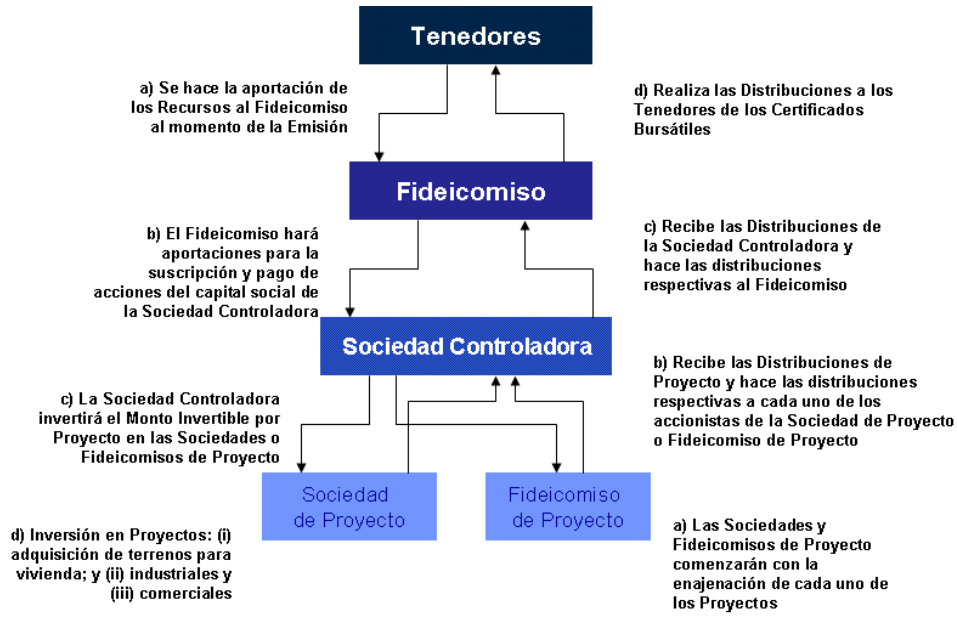 Tenedores
a) Se hace la aportación de
los Recursos al Fideicomiso
al momento de la Emisión
d) Realiza las Distribuciones a los
Tenedores de los Certificados
Bursátiles
Fideicomiso
b) El Fideicomiso hará
aportaciones para la
suscripción y pago de
acciones del capital social de
la Sociedad Controladora
c) Recibe las Distribuciones de
la Sociedad Controladora y
hace las distribuciones
respectivas al Fideicomiso
Sociedad Controladora
c) La Sociedad Controladora
invertirá el Monto Invertible por
Proyecto en las Sociedades o
Fideicomisos de Proyecto
b) Recibe las Distribuciones de
Proyecto y hace las distribuciones
respectivas a cada uno de los
accionistas de la Sociedad de Proyecto
o Fideicomiso de Proyecto
Sociedad
de Proyecto
Fideicomiso
de Proyecto
d) Inversión en Proyectos: (i)
adquisición de terrenos para
vivienda; y (ii) industriales y
(iii) comerciales
a) Las Sociedades y
Fideicomisos de Proyecto
comenzarán con la
enajenación de cada uno de
los Proyectos